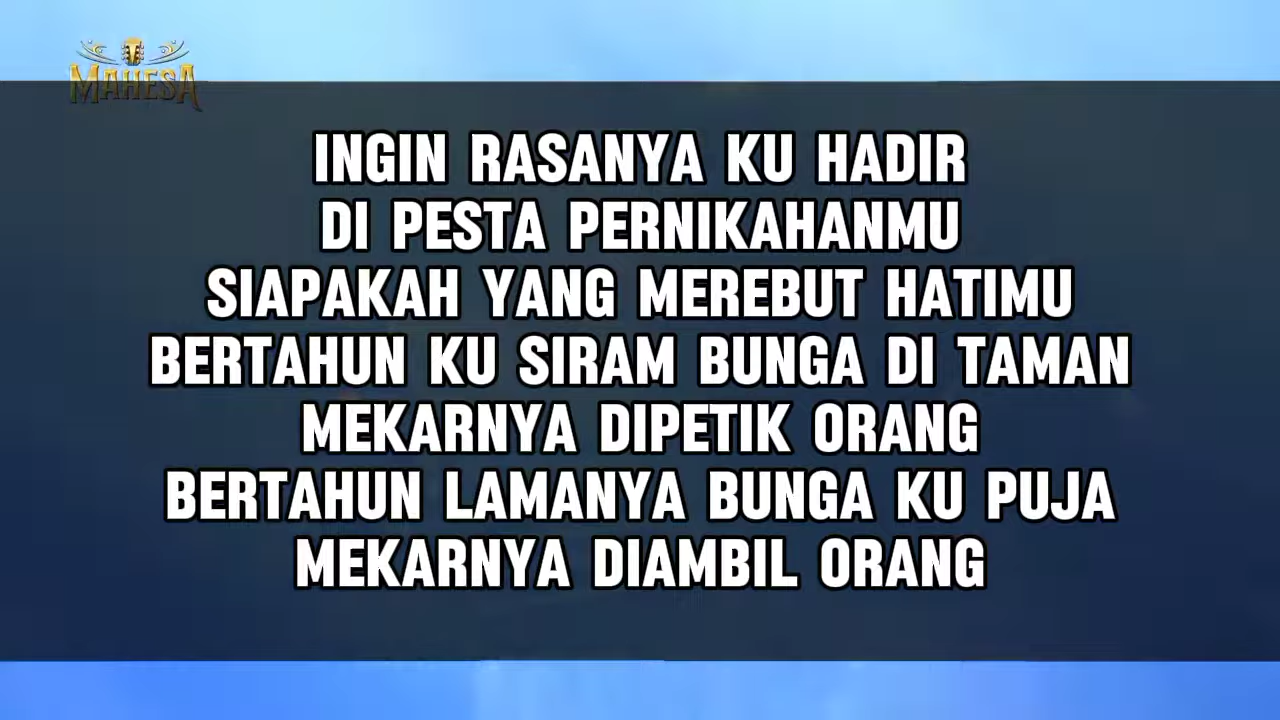 MAHESA
INGIN RASANYA KU HADIR
DI PESTA PERNIKAHANMU
SIAPAKAH YANG MEREBUT HATIMU
BERTAHUN KU SIRAM BUNGA DI TAMAN
MEKARNYA DIPETIK ORANG
BERTAHUN LAMANYA BUNGA KU PUJA
MEKARNYA DIAMBIL ORANG